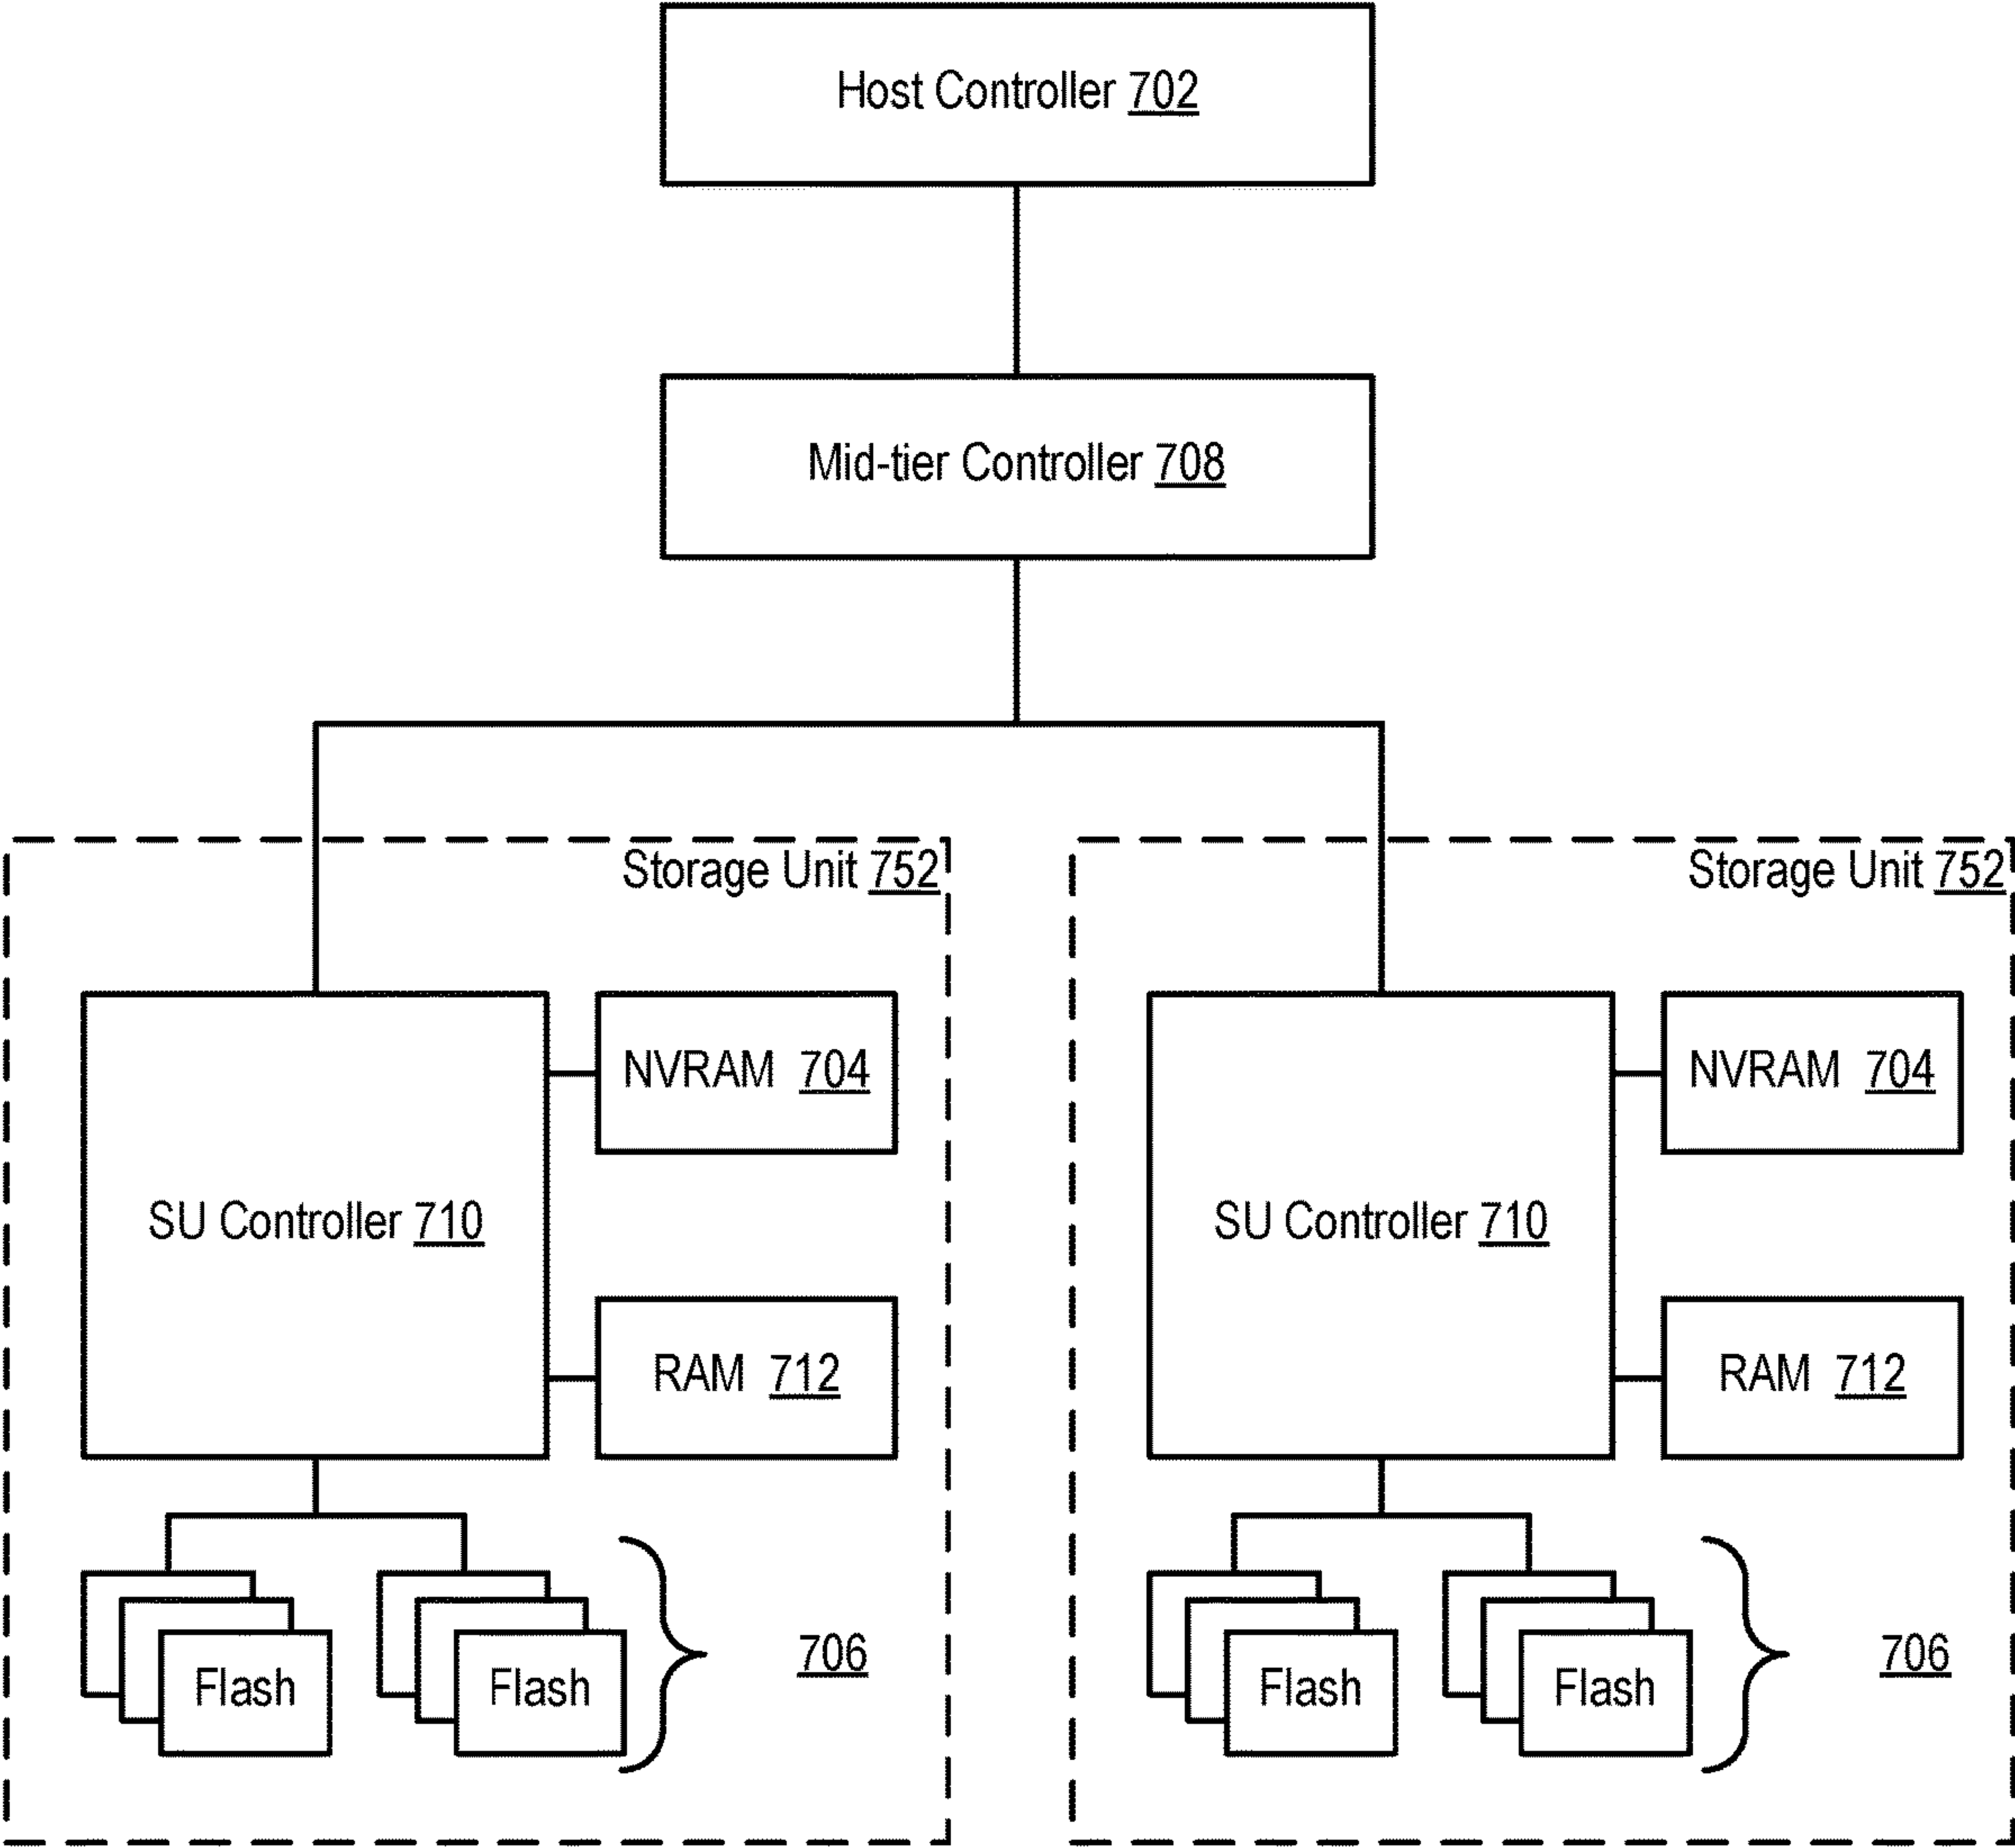 Host Controller 702
Mid-tier Controller 708
Storage Unit 752
NVRAM 704
SU Controller 710
RAM 712
Flash
Flash
706
Storage Unit 752
NVRAM 704
SU Controller 710
RAM 712
Flash
Flash
706